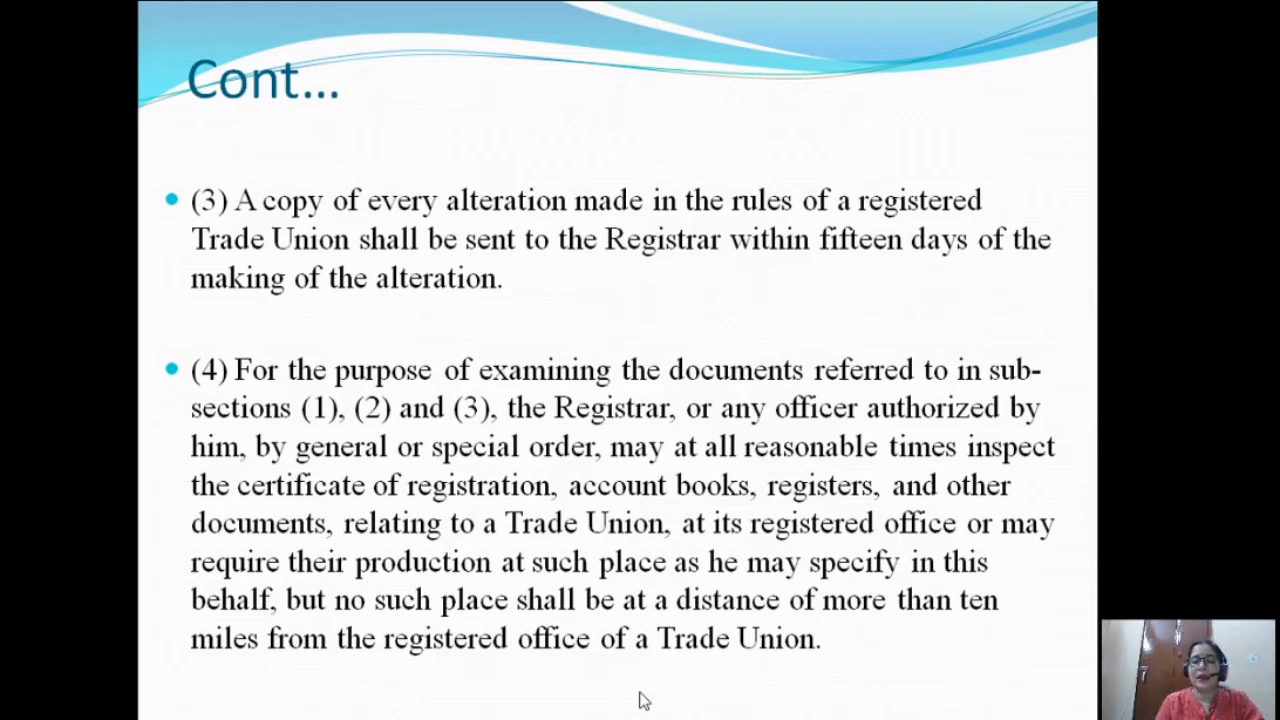 Cont...
(3) A copy of every alteration made in the rules of a registered
Trade Union shall be sent to the Registrar within fifteen days of the
making of the alteration.
(4) For the purpose of examining the documents referred to in sub-
sections (1), (2) and (3), the Registrar, or any officer authorized by
him, by general or special order, may at all reasonable times inspect
the certificate of registration, account books, registers, and other
documents, relating to a Trade Union, at its registered office or may
require their production at such place as he may specify in this
behalf, but no such place shall be at a distance of more than ten
miles from the registered office of a Trade Union.